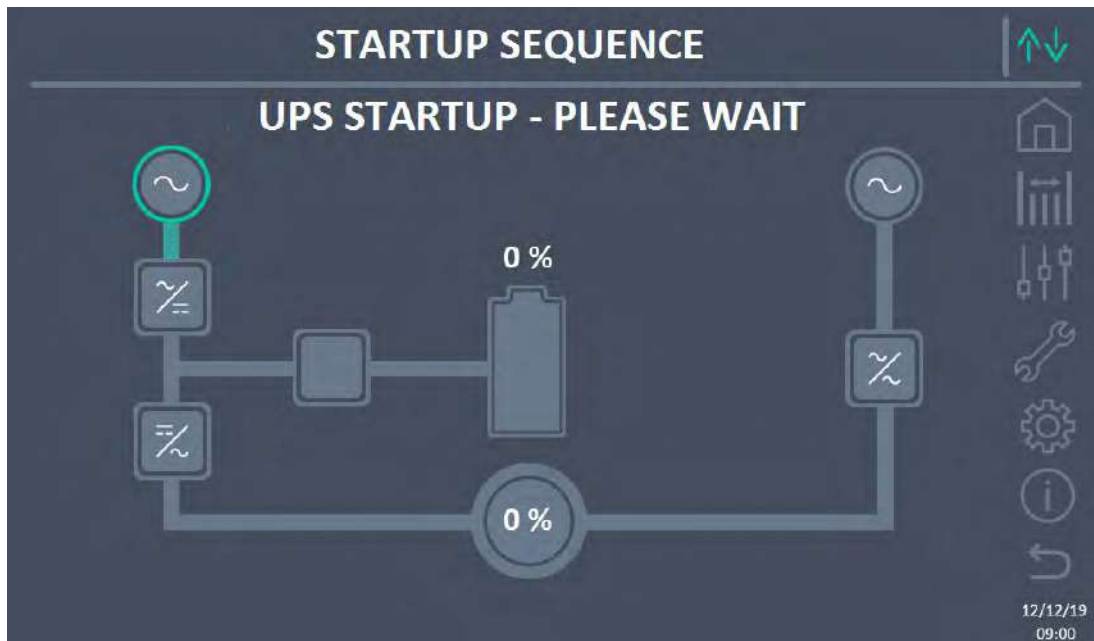 STARTUP SEQUENCE
UPS STARTUP - PLEASE WAIT
0 %
0 %
12/12/19
09:00